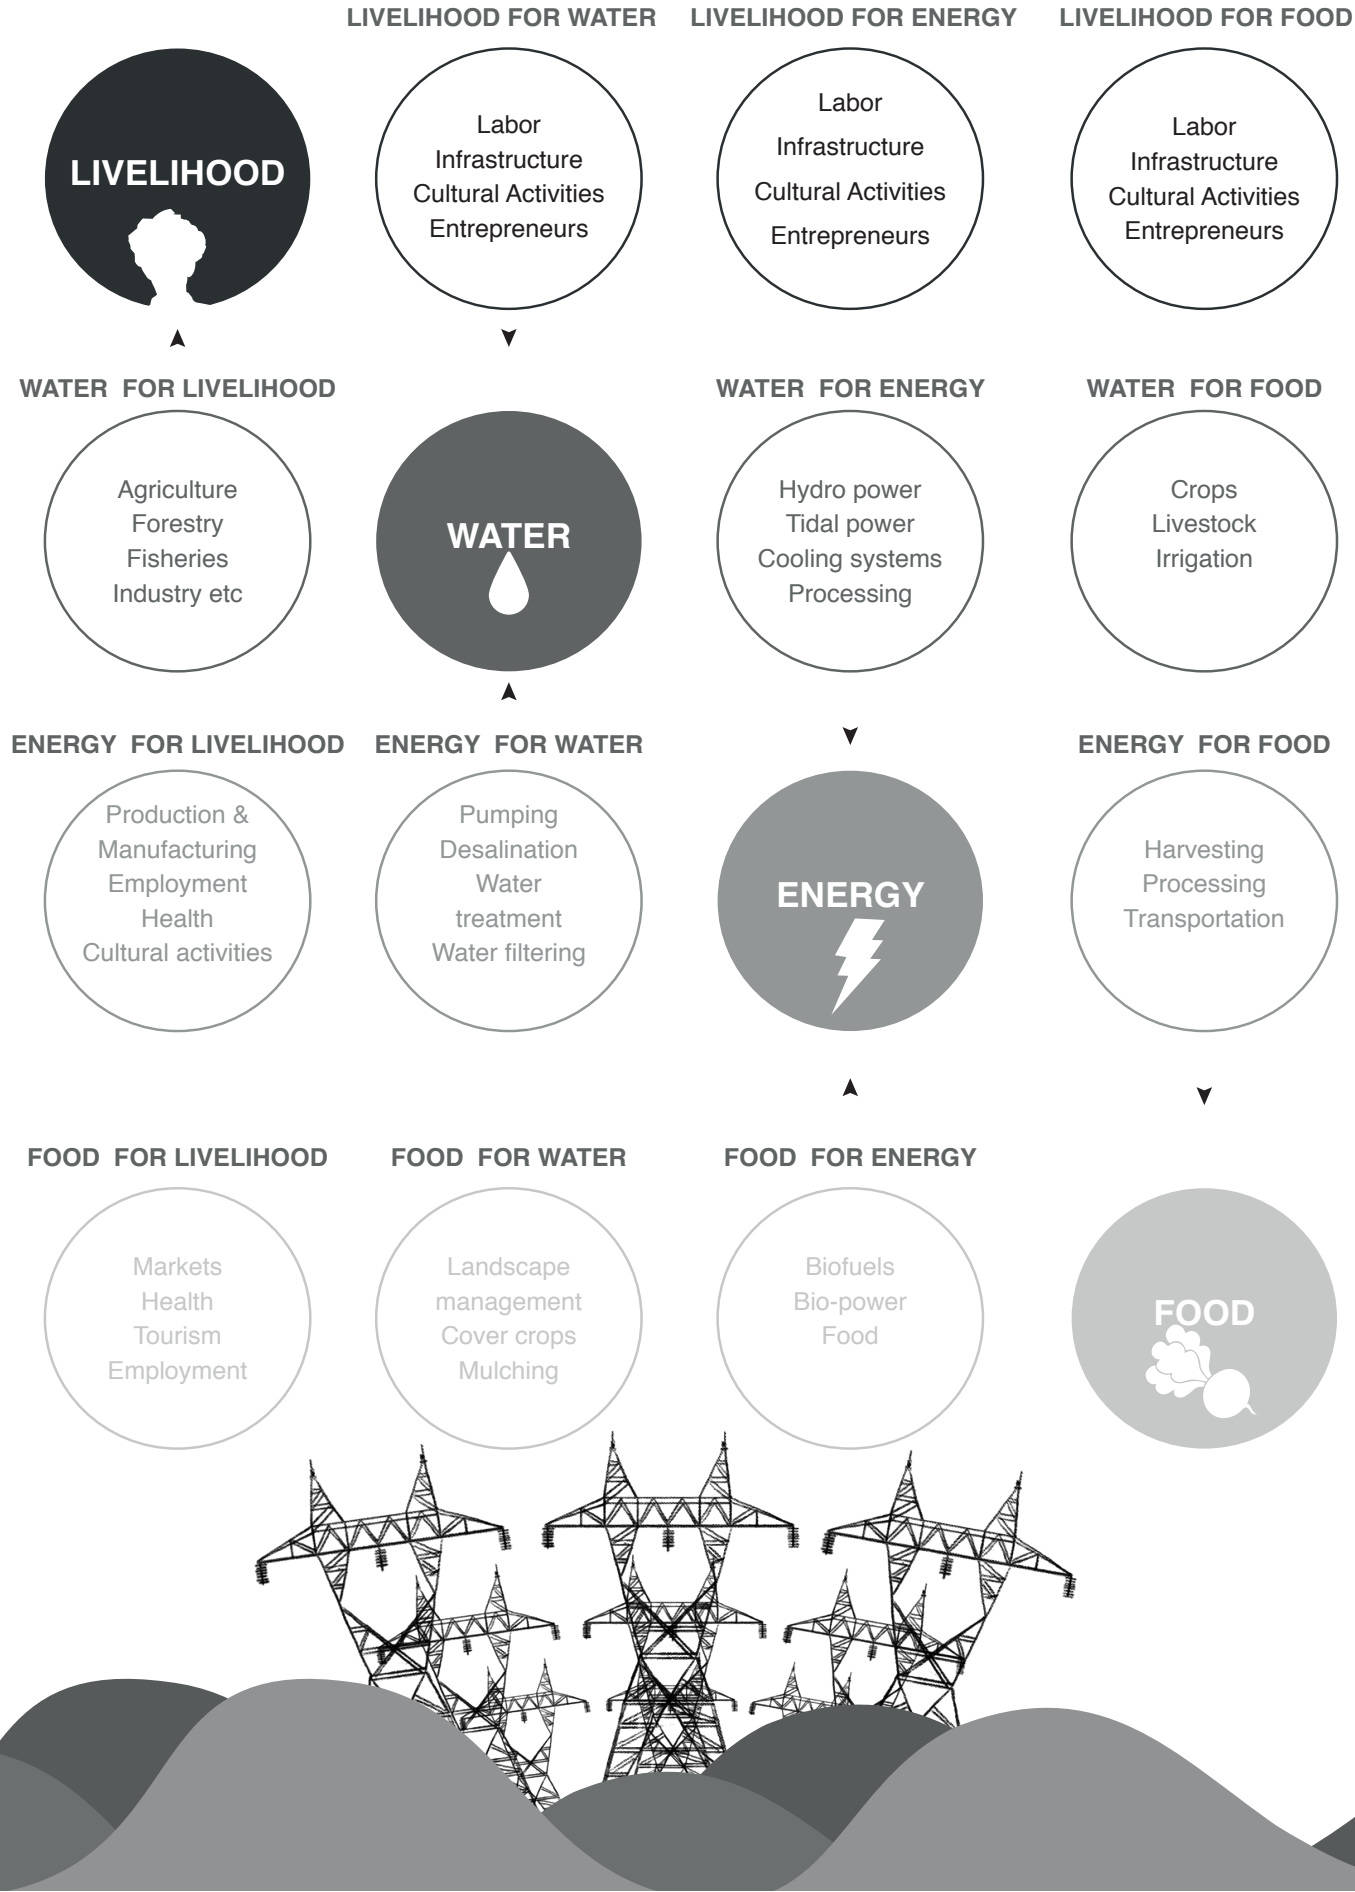 LIVELIHOOD FOR WATER
LIVELIHOOD FOR ENERGY
LIVELIHOOD FOR FOOD
LIVELIHOOD
Labor
Infrastructure
Cultural Activities
Entrepreneurs
Labor
Infrastructure
Cultural Activities
Entrepreneurs
Labor
Infrastructure
Cultural Activities
Entrepreneurs
WATER FOR LIVELIHOOD
WATER FOR ENERGY
WATER FOR FOOD
Agriculture
Forestry
Fisheries
Industry etc
WATER
Hydro power
Tidal power
Cooling systems
Processing
Crops
Livestock
Irrigation
ENERGY FOR LIVELIHOOD
ENERGY FOR WATER
ENERGY FOR FOOD
Production &
Manufacturing
Employment
Health
Cultural activities
Pumping
Desalination
Water
treatment
Water filtering
ENERGY
Harvesting
Processing
Transportation
FOOD FOR LIVELIHOOD
FOOD FOR WATER
FOOD FOR ENERGY
Markets
Health
Tourism
Employment
Landscape
management
Cover crops
Mulching
Biofuels
Bio-power
Food
FOOD